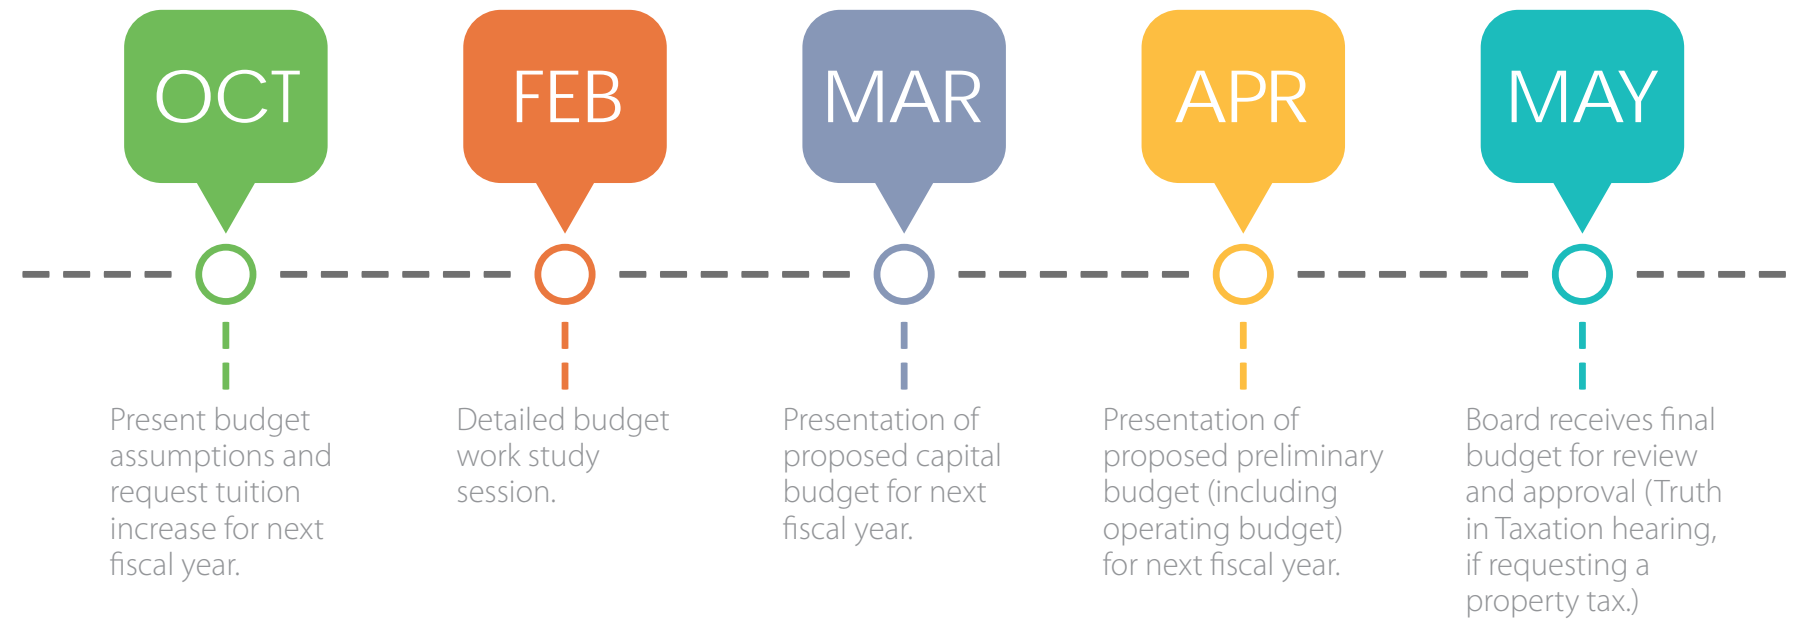 OCT
FEB
MAR
APR
MAY
Present budget
assumptions and
request tuition
increase for next
fiscal year.
Detailed budget
work study
session.
Presentation of
proposed capital
budget for next
fiscal year.
Presentation of
proposed preliminary
budget (including
operating budget)
for next fiscal year.
Board receives final
budget for review
and approval (Truth
in Taxation hearing,
if requesting a
property tax.)